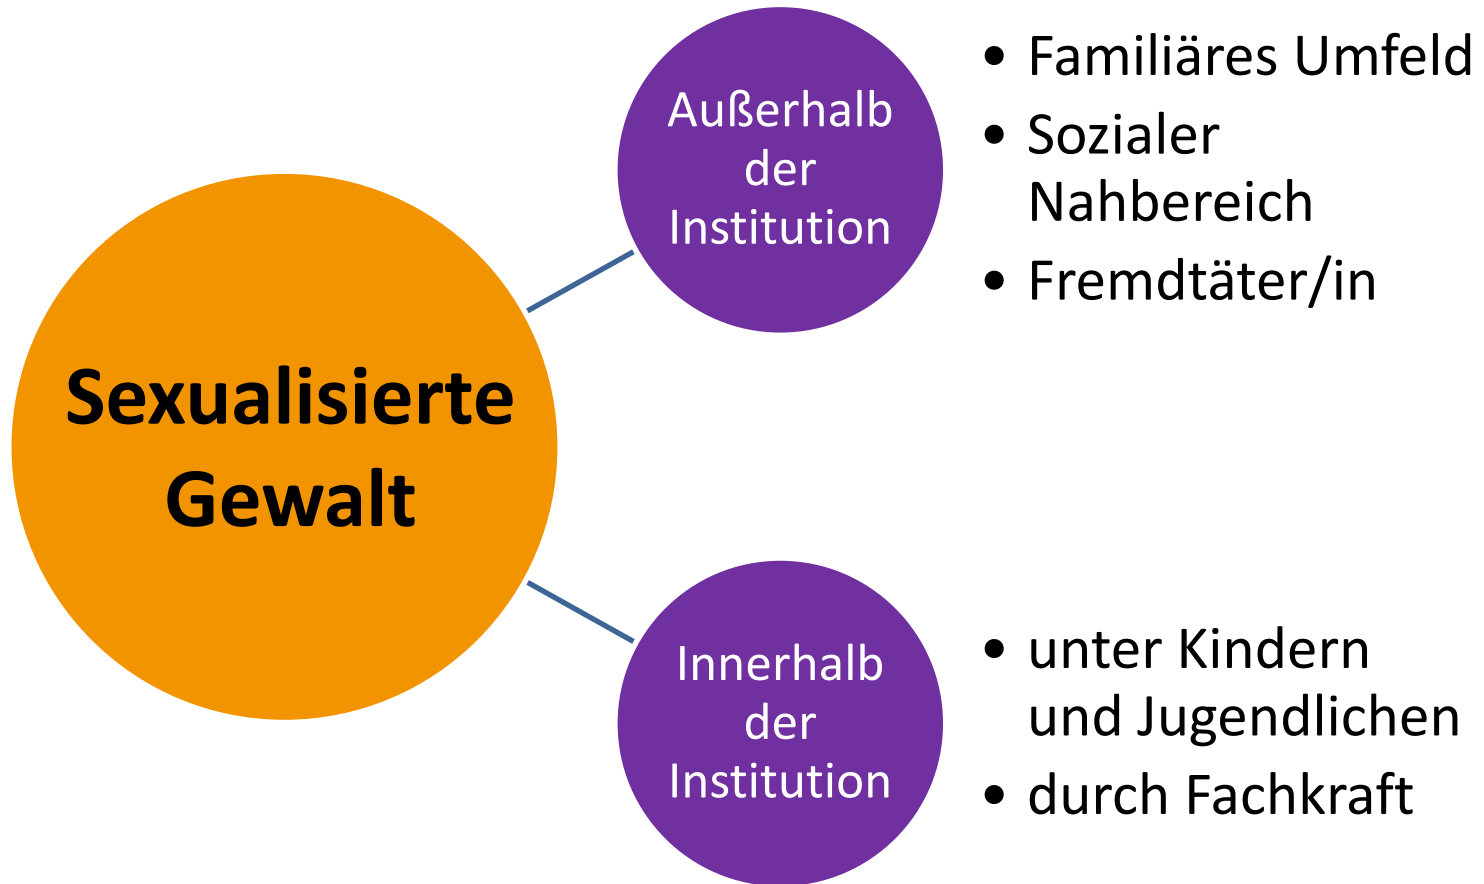 Sexualisierte
Gewalt
Außerhalb
der
Institution
• Familiäres Umfeld
• Sozialer
Nahbereich
• Fremdtäter/in
Innerhalb
der
Institution
• unter Kindern
und Jugendlichen
• durch Fachkraft